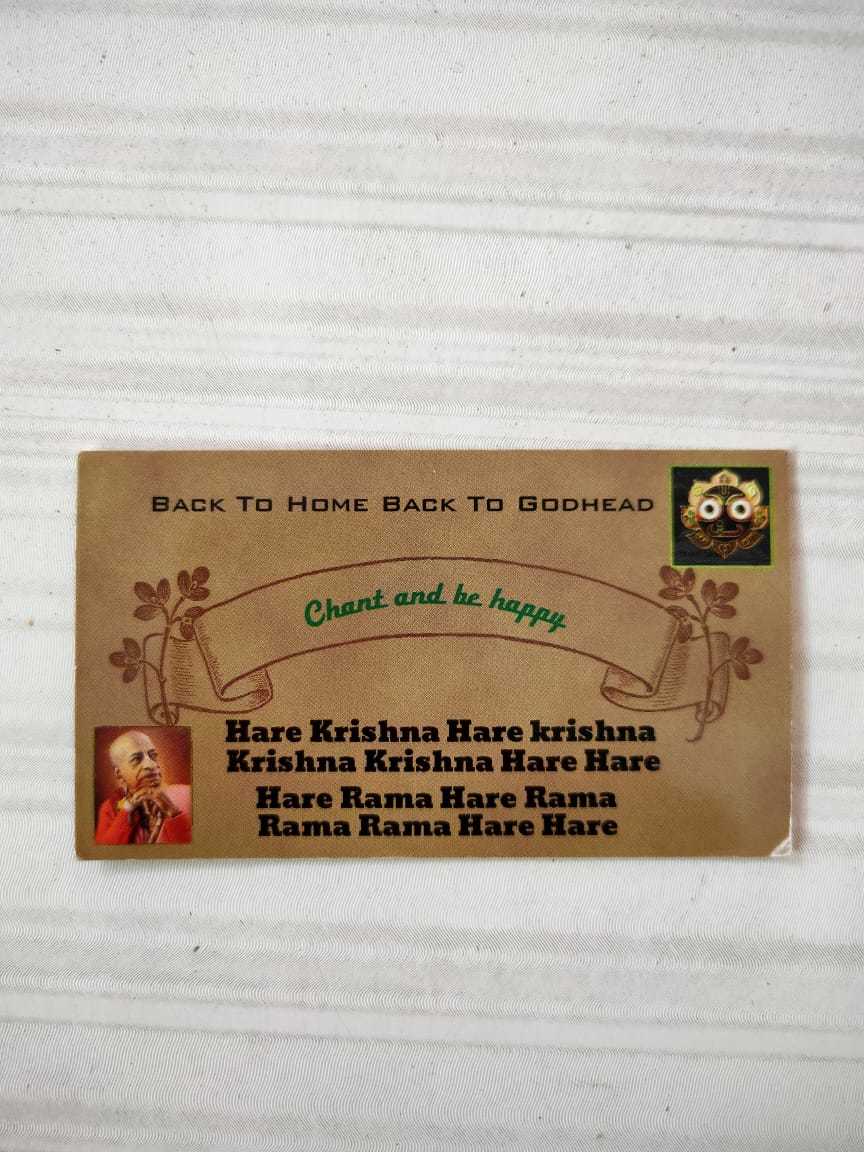 BACK TO HOME BACK TO GODHEAD
Chant and be happy
Hare Krishna Hare krishna
Krishna Krishna Hare Hare
Hare Rama Hare Rama
Rama Rama Hare Hare